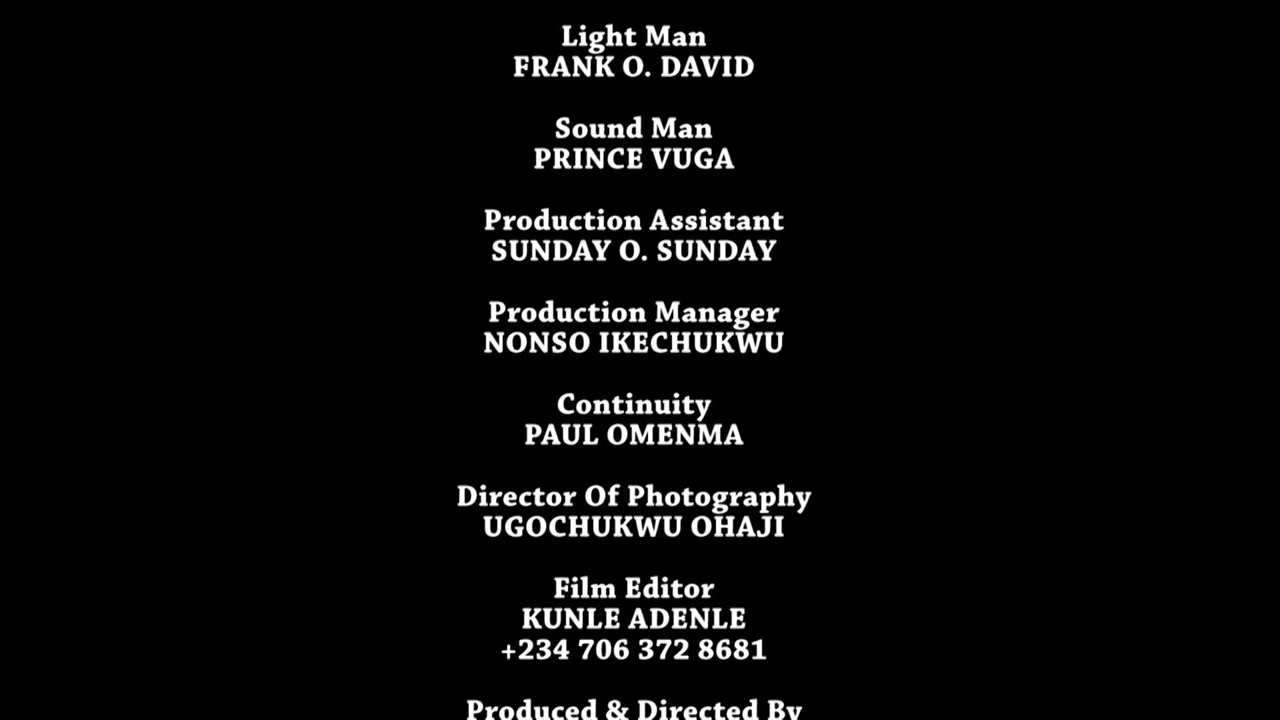 Light Man
FRANK O. DAVID
Sound Man
PRINCE VUGA
Production Assistant
SUNDAY O. SUNDAY
Production Manager
NONSO IKECHUKWU
Continuity
PAUL OMENMA
Director Of Photography
UGOCHUKWU OHAJI
Film Editor
KUNLE ADENLE
+234 706 372 8681
Produced & Directed By